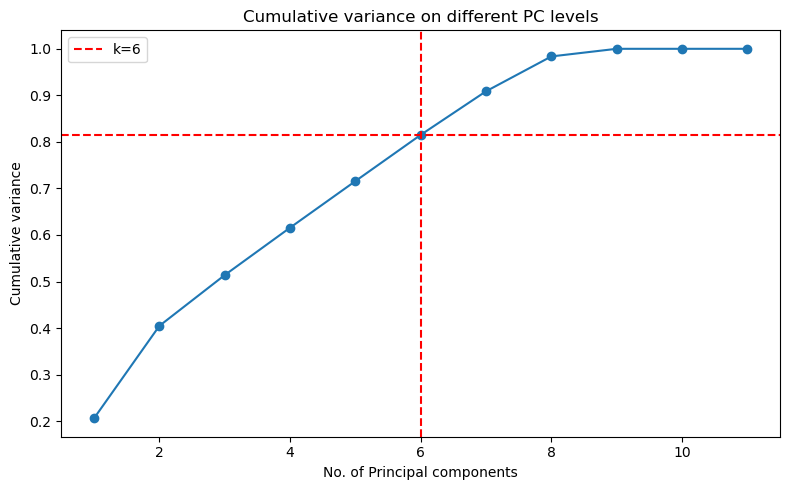 Cumulative variance on different PC levels
k=6
1.0
0.9
0.8
0.7
0.6
0.5
0.4
0.3
0.2
Cumulative variance
2 4 6 8 10
No. of Principal components